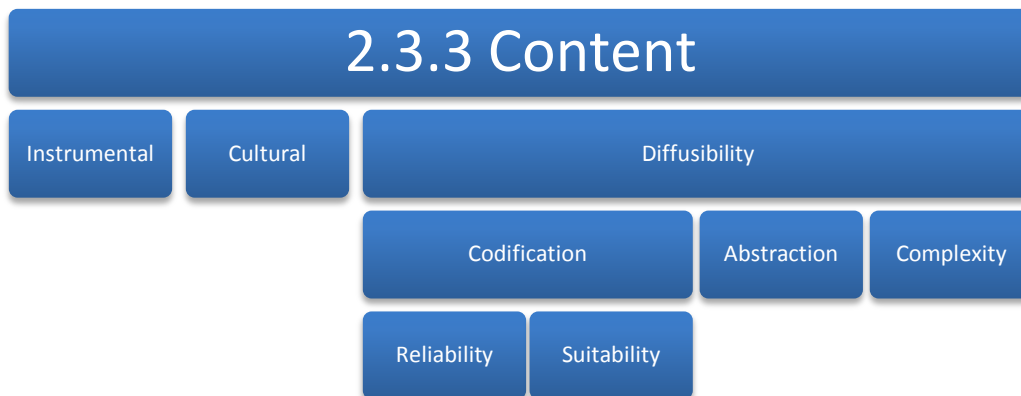 2.3.3 Content
Instrumental
Cultural
Diffusibility
Codification
Abstraction
Complexity
Reliability
Suitability